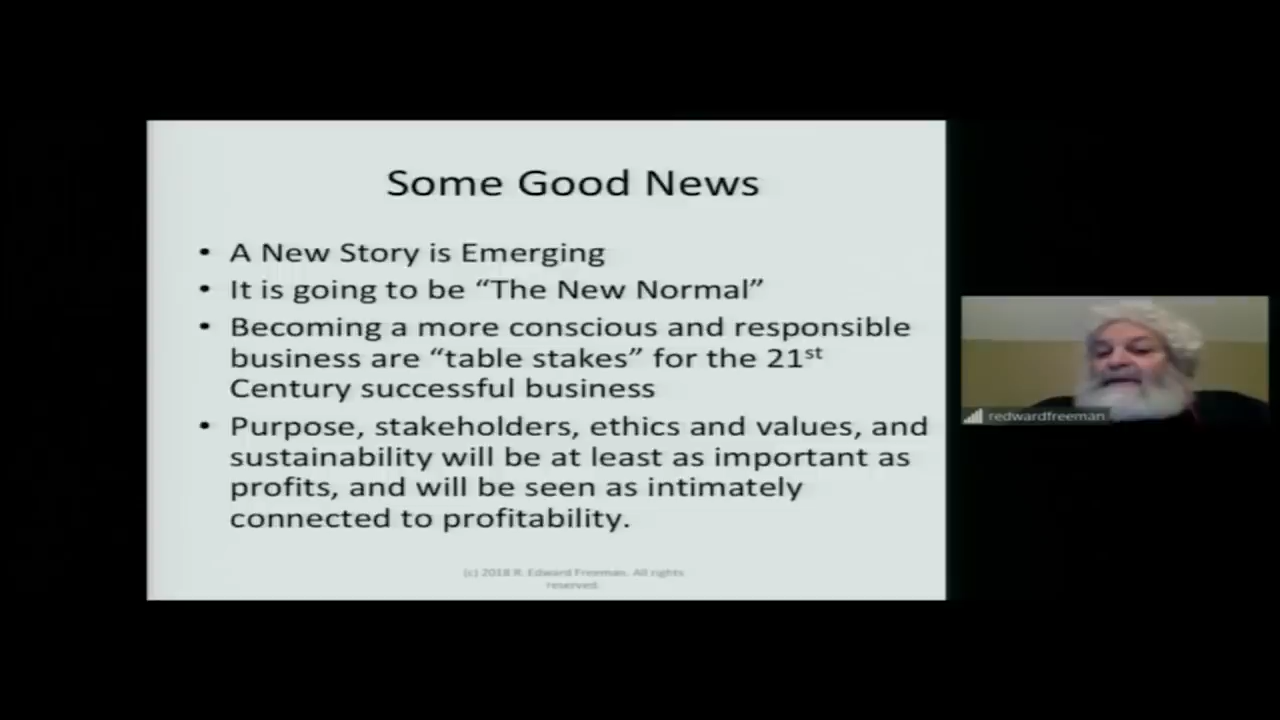 Some Good News
• A New Story is Emerging
• It is going to be “The New Normal”
• Becoming a more conscious and responsible
business are “table stakes” for the 21st
Century successful business
• Purpose, stakeholders, ethics and values, and
sustainability will be at least as important as
profits, and will be seen as intimately
connected to profitability.
(c) 2018 R. Edward Freeman. All rights
reserved.
redwardfreeman